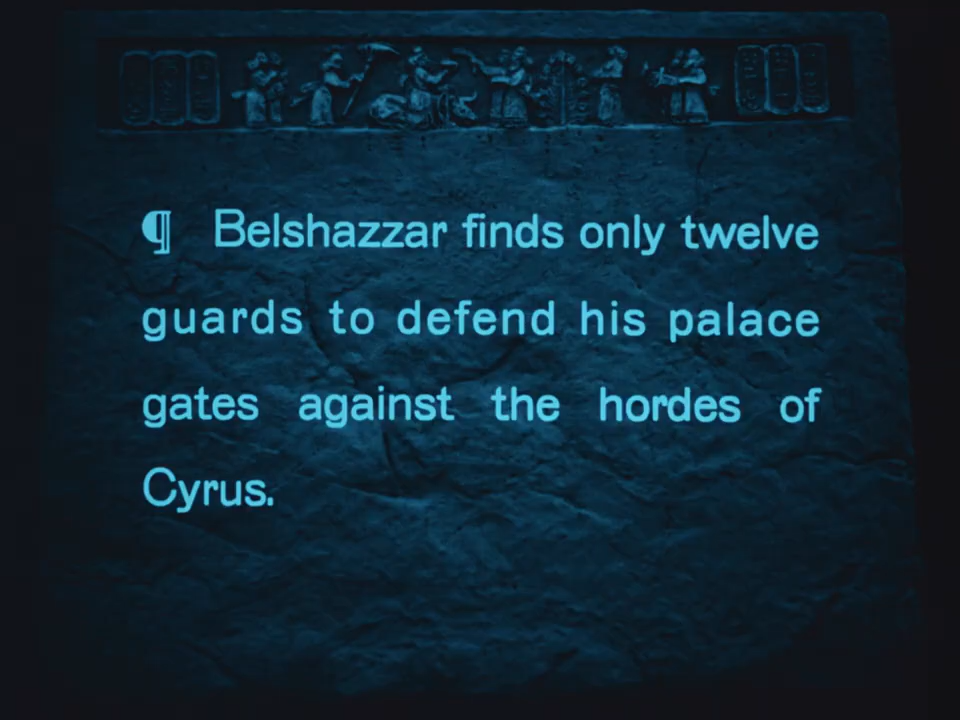 ¶ Belshazzar finds only twelve
guards to defend his palace
gates against the hordes of
Cyrus.